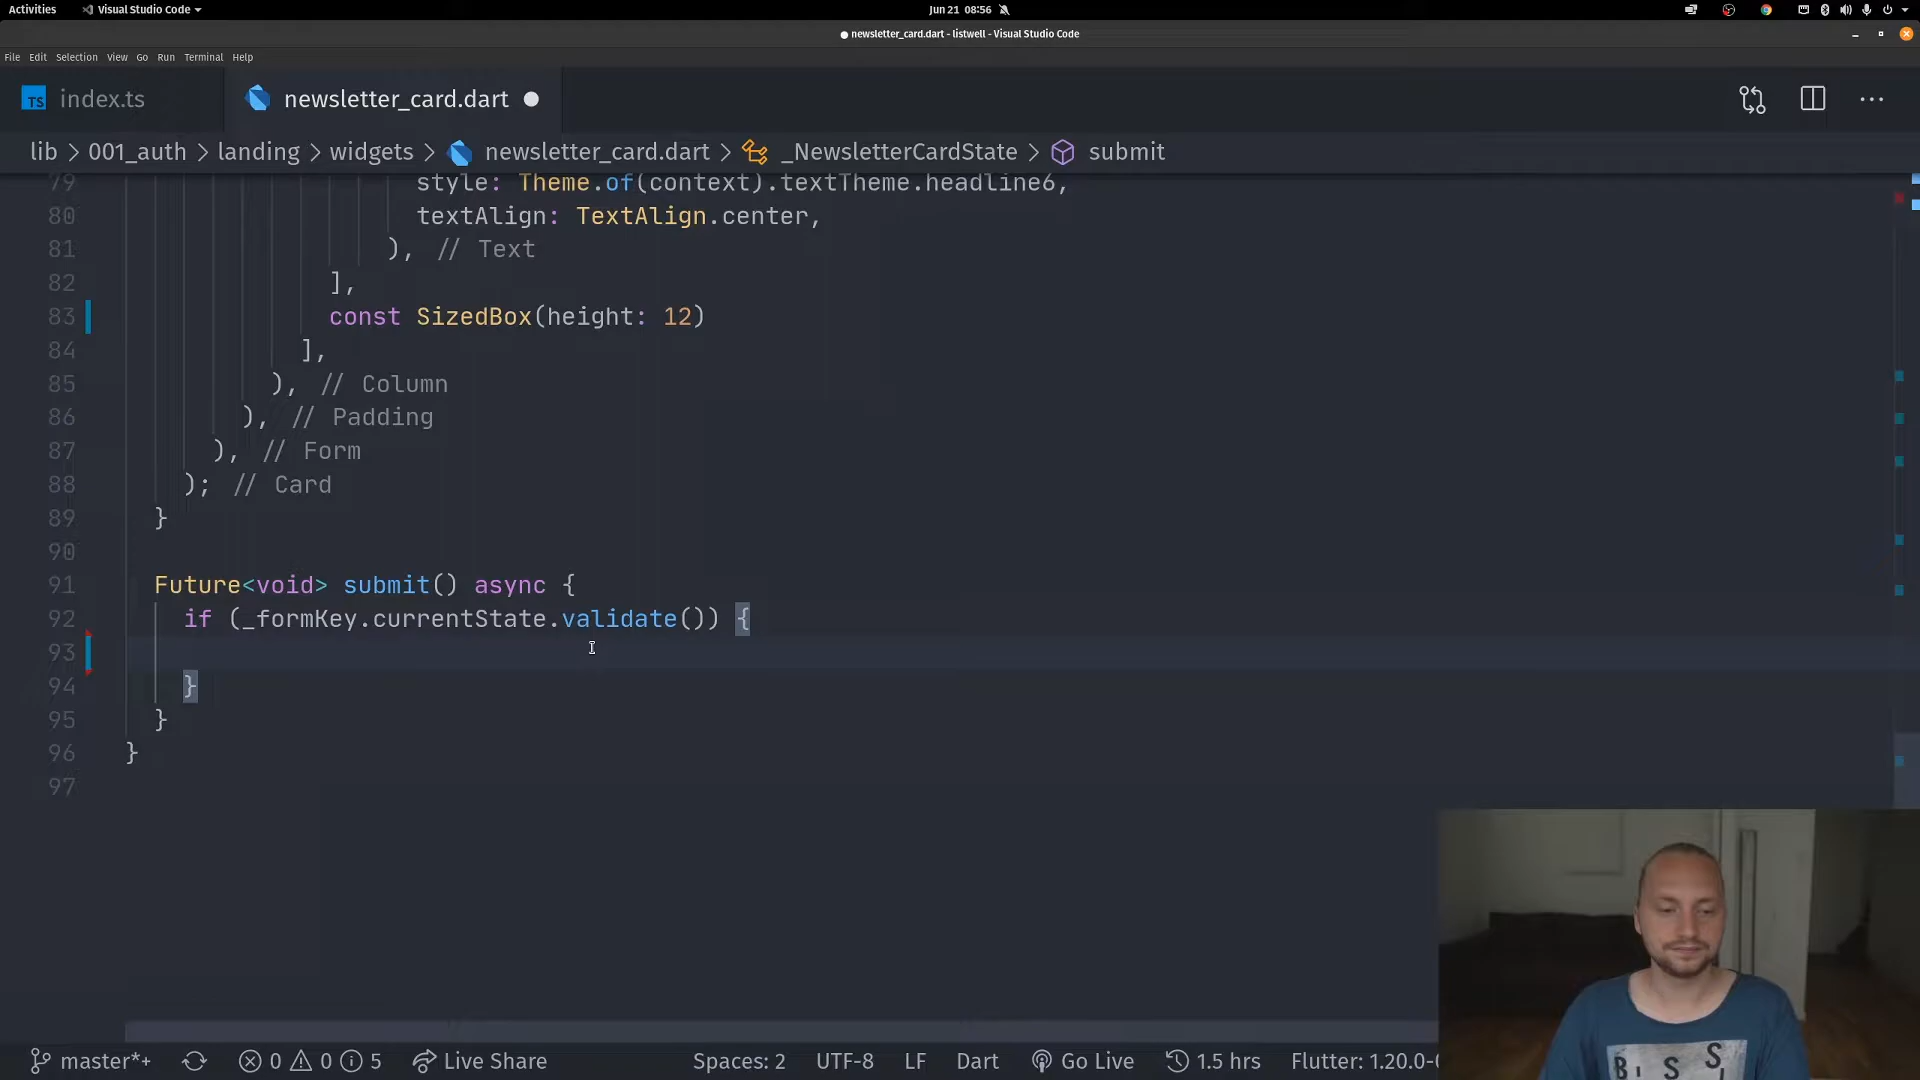 Activities Visual Studio Code Jun 21 08:56
newsletter_card.dart - listwell - Visual Studio Code
File Edit Selection View Go Run Terminal Help
TS index.ts newsletter_card.dart
lib > 001_auth > landing > widgets > newsletter_card.dart > _NewsletterCardState > submit
79 style: Theme.of(context).textTheme.headline6,
80 textAlign: TextAlign.center,
81 ), // Text
82 ],
83 const SizedBox(height: 12)
84 ],
85 ), // Column
86 ), // Padding
87 ), // Form
88 ); // Card
89 }
90
91 Future<void> submit() async {
92 if (_formKey.currentState.validate()) {
93
94 }
95 }
96 }
97
master*+ 0 0 5 Live Share Spaces: 2 UTF-8 LF Dart Go Live 1.5 hrs Flutter: 1.20.0-